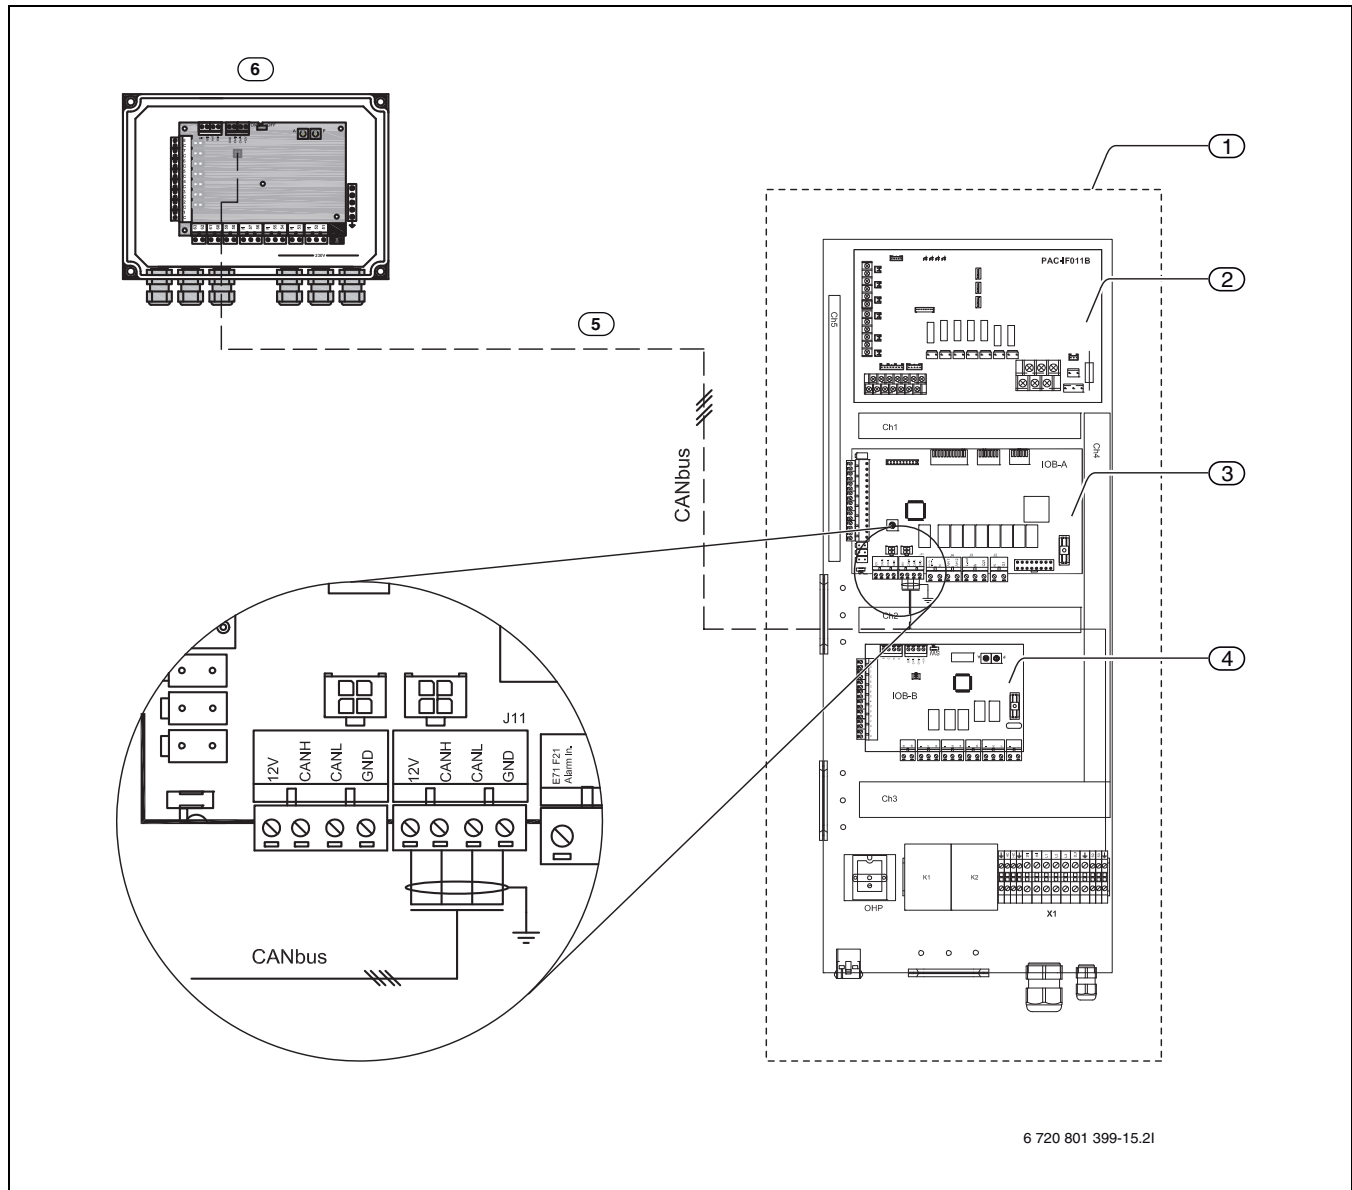 6
1
PAC-IF011B
2
Ch5
230V
5
Ch1
Ch4
IOB-A
3
CANbus
Ch2
4
IOB-B
J11
12V
CANH
CANL
GND
12V
CANH
CANL
GND
E71 F21
Alarm In.
Ch3
K1
K2
OHP
X1
CANbus
6 720 801 399-15.2I